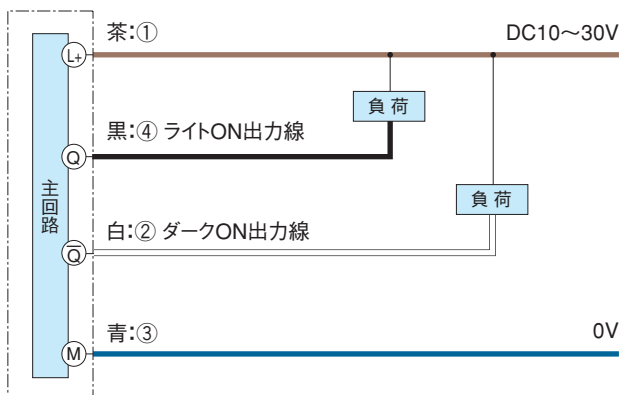 茶:① DC10〜30V
L+
負 荷
黒:④ ライトON出力線
Q
主回路
負 荷
白:② ダークON出力線
Q̅
青:③ 0V
M